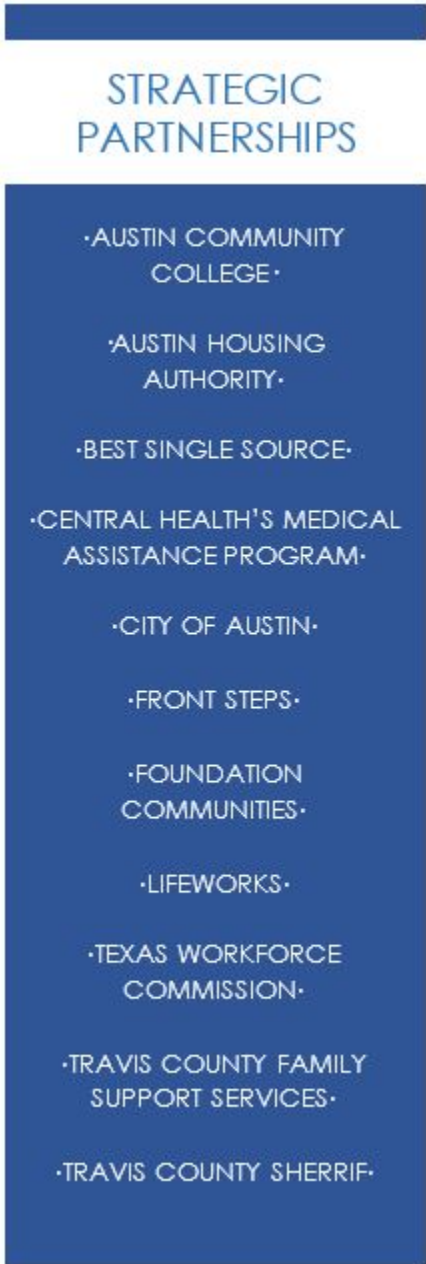 STRATEGIC
PARTNERSHIPS
·AUSTIN COMMUNITY
COLLEGE·
·AUSTIN HOUSING
AUTHORITY·
·BEST SINGLE SOURCE·
·CENTRAL HEALTH'S MEDICAL
ASSISTANCE PROGRAM·
·CITY OF AUSTIN·
·FRONT STEPS·
·FOUNDATION
COMMUNITIES·
·LIFEWORKS·
·TEXAS WORKFORCE
COMMISSION·
·TRAVIS COUNTY FAMILY
SUPPORT SERVICES·
·TRAVIS COUNTY SHERRIF·